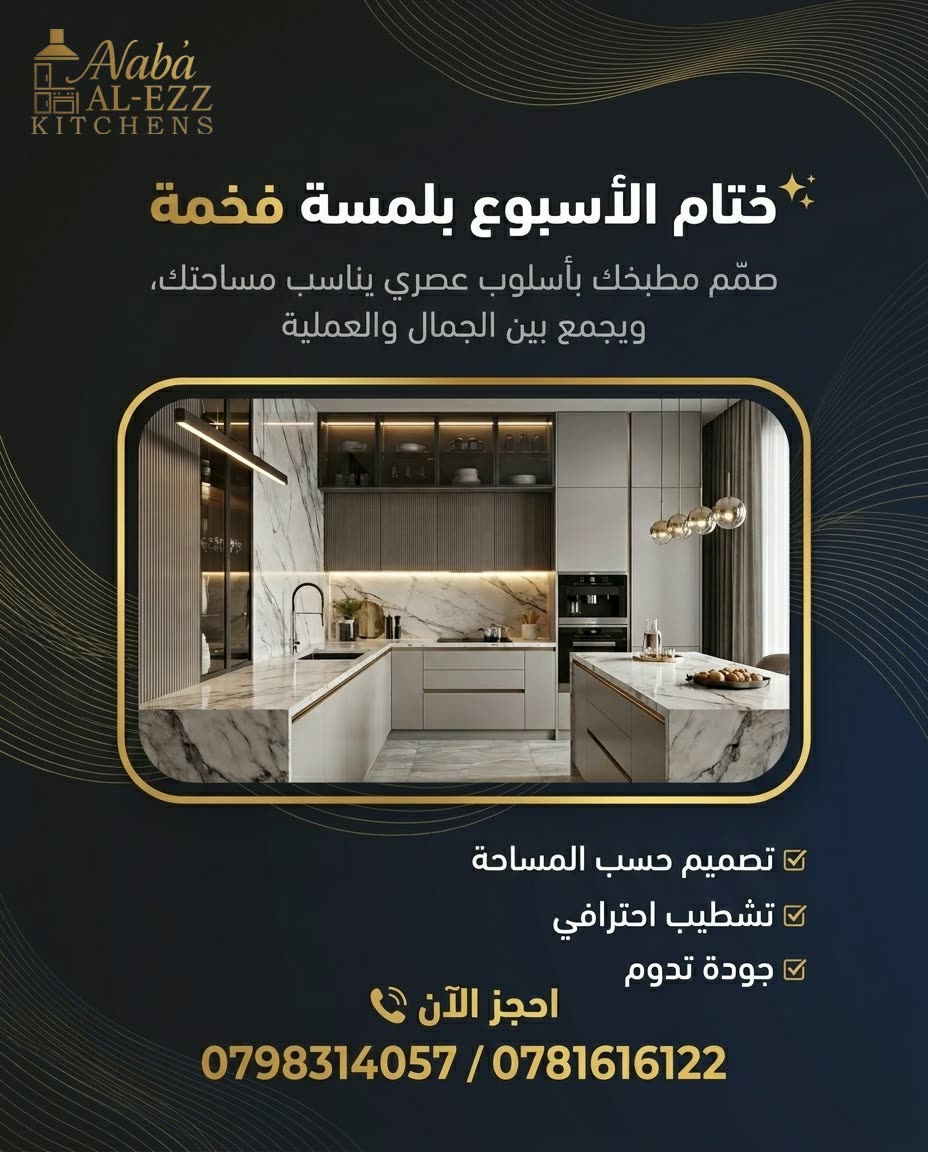 Naba'
AL-EZZ
KITCHENS
ختام الأسبوع بلمسة فخمة
صمّم مطبخك بأسلوب عصري يناسب مساحتك،
ويجمع بين الجمال والعملية
تصميم حسب المساحة
تشطيب احترافي
جودة تدوم
احجز الآن
0798314057 / 0781616122